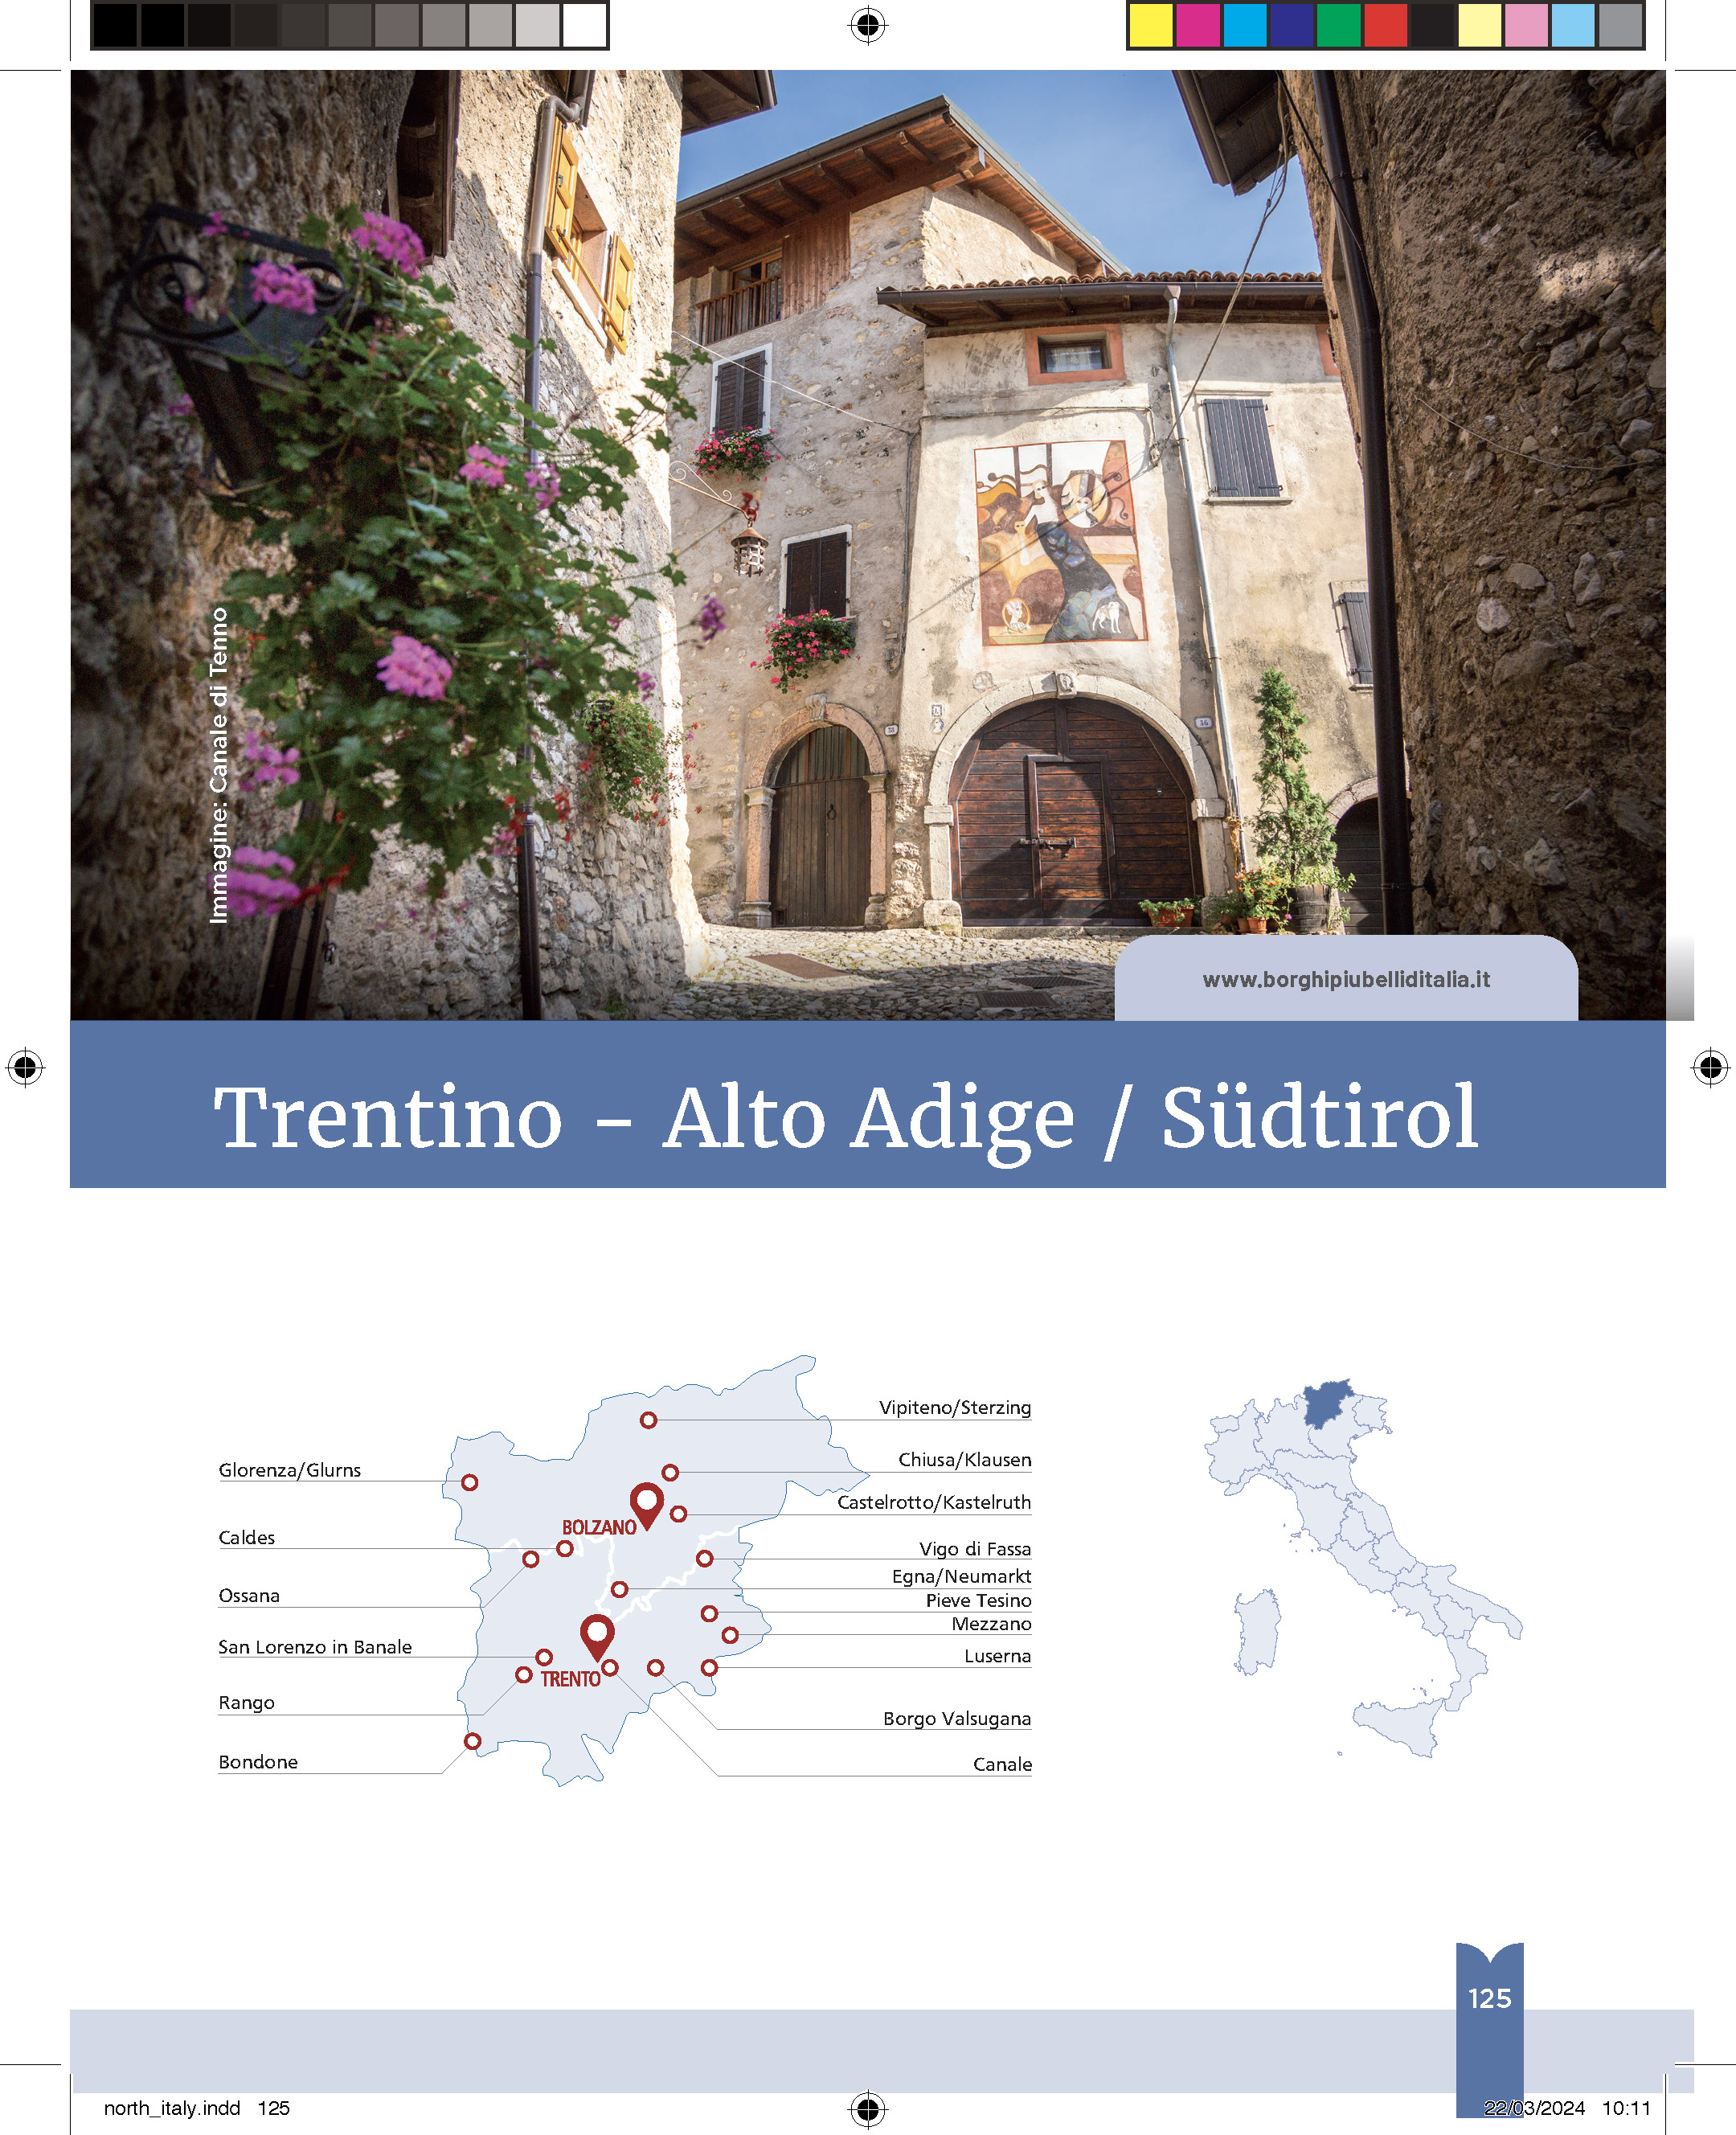 Immagine: Canale di Tenno
www.borghipiubelliditalia.it
Trentino - Alto Adige / Südtirol
Glorenza/Glurns
Caldes
Ossana
San Lorenzo in Banale
Rango
Bondone
BOLZANO
TRENTO
Vipiteno/Sterzing
Chiusa/Klausen
Castelrotto/Kastelruth
Vigo di Fassa
Egna/Neumarkt
Pieve Tesino
Mezzano
Luserna
Borgo Valsugana
Canale
125
north_italy.indd 125
22/03/2024 10:11